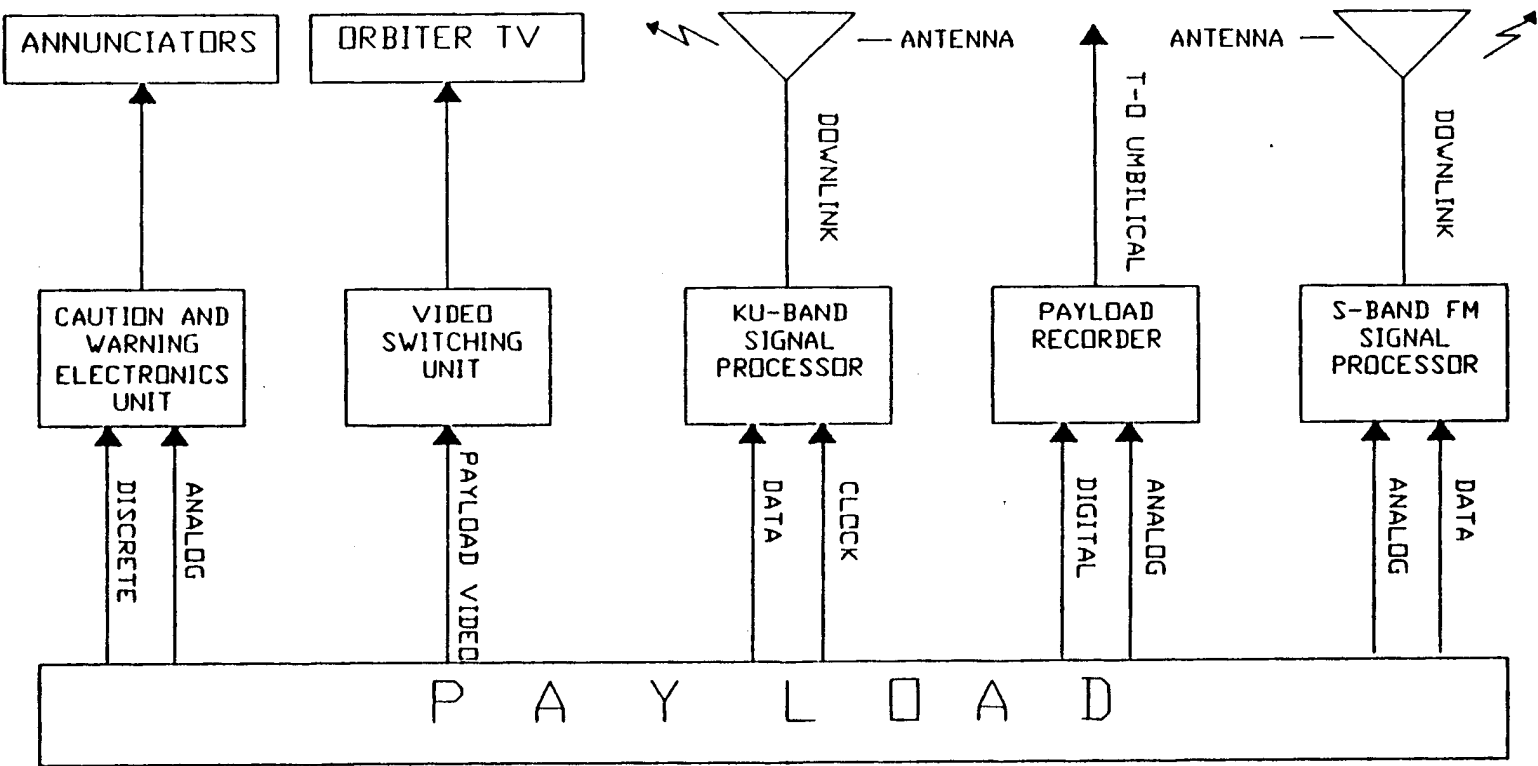 ANNUNCIATORS
ORBITER TV
ANTENNA
ANTENNA
DOWNLINK
T-0 UMBILICAL
DOWNLINK
CAUTION AND
WARNING
ELECTRONICS
UNIT
VIDEO
SWITCHING
UNIT
KU-BAND
SIGNAL
PROCESSOR
PAYLOAD
RECORDER
S-BAND FM
SIGNAL
PROCESSOR
DISCRETE
ANALOG
PAYLOAD VIDEO
DATA
CLOCK
DIGITAL
ANALOG
ANALOG
DATA
PAYLOAD